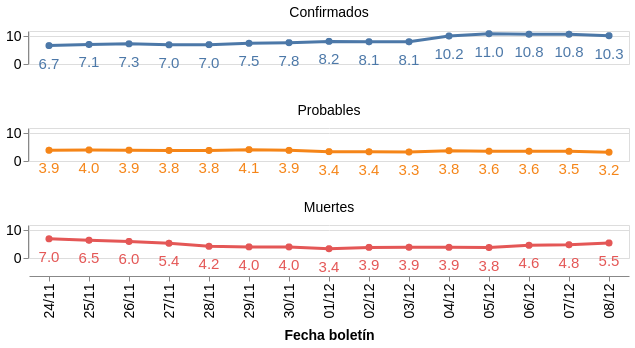 Confirmados
10
0
6.7 7.1 7.3 7.0 7.0 7.5 7.8 8.2 8.1 8.1 10.2 11.0 10.8 10.8 10.3
Probables
10
0
3.9 4.0 3.9 3.8 3.8 4.1 3.9 3.4 3.4 3.3 3.8 3.6 3.6 3.5 3.2
Muertes
10
0
7.0 6.5 6.0 5.4 4.2 4.0 4.0 3.4 3.9 3.9 3.9 3.8 4.6 4.8 5.5
24/11 25/11 26/11 27/11 28/11 29/11 30/11 01/12 02/12 03/12 04/12 05/12 06/12 07/12 08/12
Fecha boletín